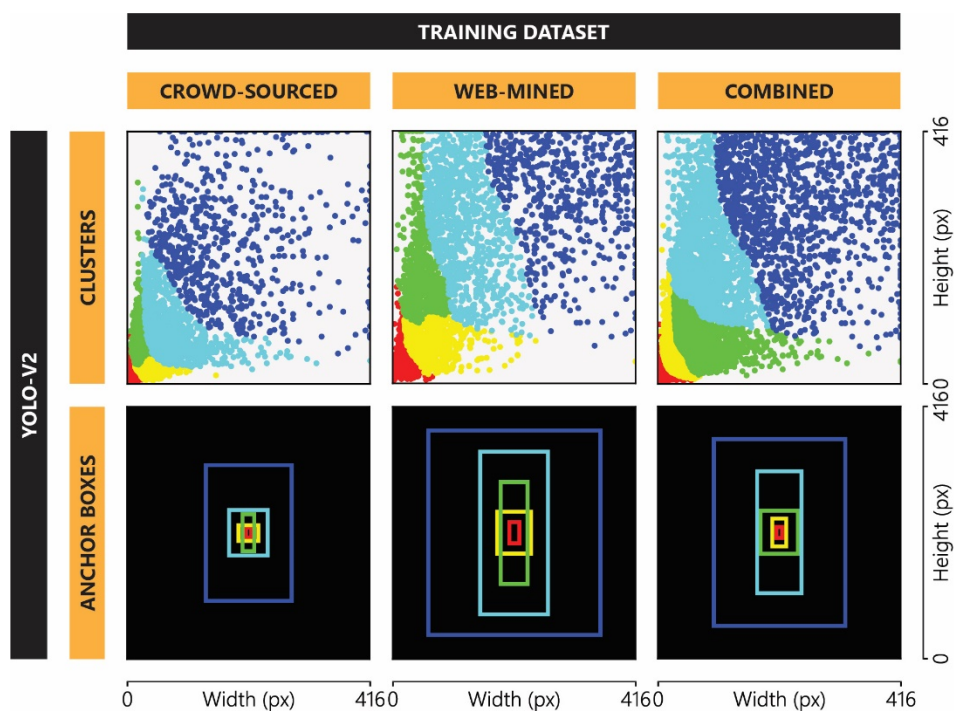 TRAINING DATASET
CROWD-SOURCED
WEB-MINED
COMBINED
YOLO-V2
CLUSTERS
416
Height (px)
0
ANCHOR BOXES
416
Height (px)
0
0
Width (px)
416
0
Width (px)
416
0
Width (px)
416